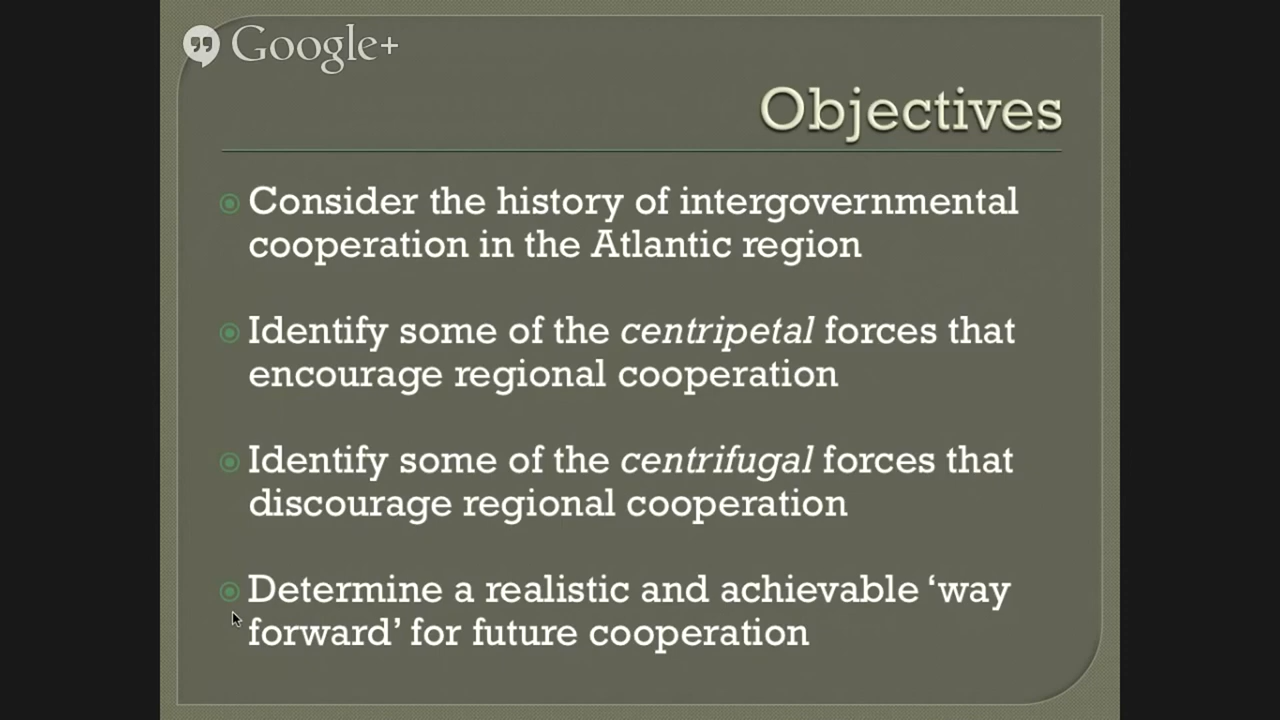 Google+
Objectives
Consider the history of intergovernmental
cooperation in the Atlantic region
Identify some of the centripetal forces that
encourage regional cooperation
Identify some of the centrifugal forces that
discourage regional cooperation
Determine a realistic and achievable ‘way
forward’ for future cooperation